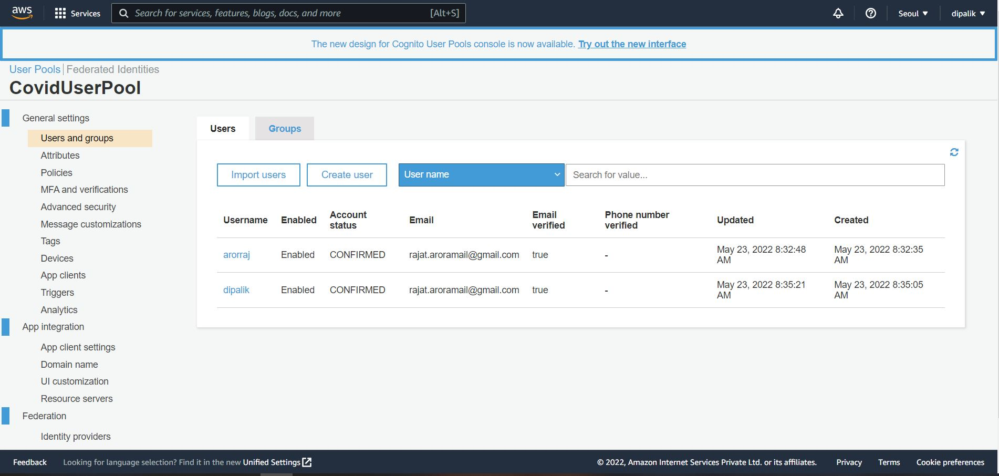 aws Services Search for services, features, blogs, docs, and more [Alt+S] Seoul ▼ dipalik ▼
The new design for Cognito User Pools console is now available. Try out the new interface
User Pools | Federated Identities
CovidUserPool
General settings
Users and groups
Attributes
Policies
MFA and verifications
Advanced security
Message customizations
Tags
Devices
App clients
Triggers
Analytics
App integration
App client settings
Domain name
UI customization
Resource servers
Federation
Identity providers
Users Groups
Import users Create user User name Search for value...
Username Enabled Account status Email Email verified Phone number verified Updated Created
arorraj Enabled CONFIRMED rajat.aroramail@gmail.com true - May 23, 2022 8:32:48 AM May 23, 2022 8:32:35 AM
dipalik Enabled CONFIRMED rajat.aroramail@gmail.com true - May 23, 2022 8:35:21 AM May 23, 2022 8:35:05 AM
Feedback Looking for language selection? Find it in the new Unified Settings © 2022, Amazon Internet Services Private Ltd. or its affiliates. Privacy Terms Cookie preferences